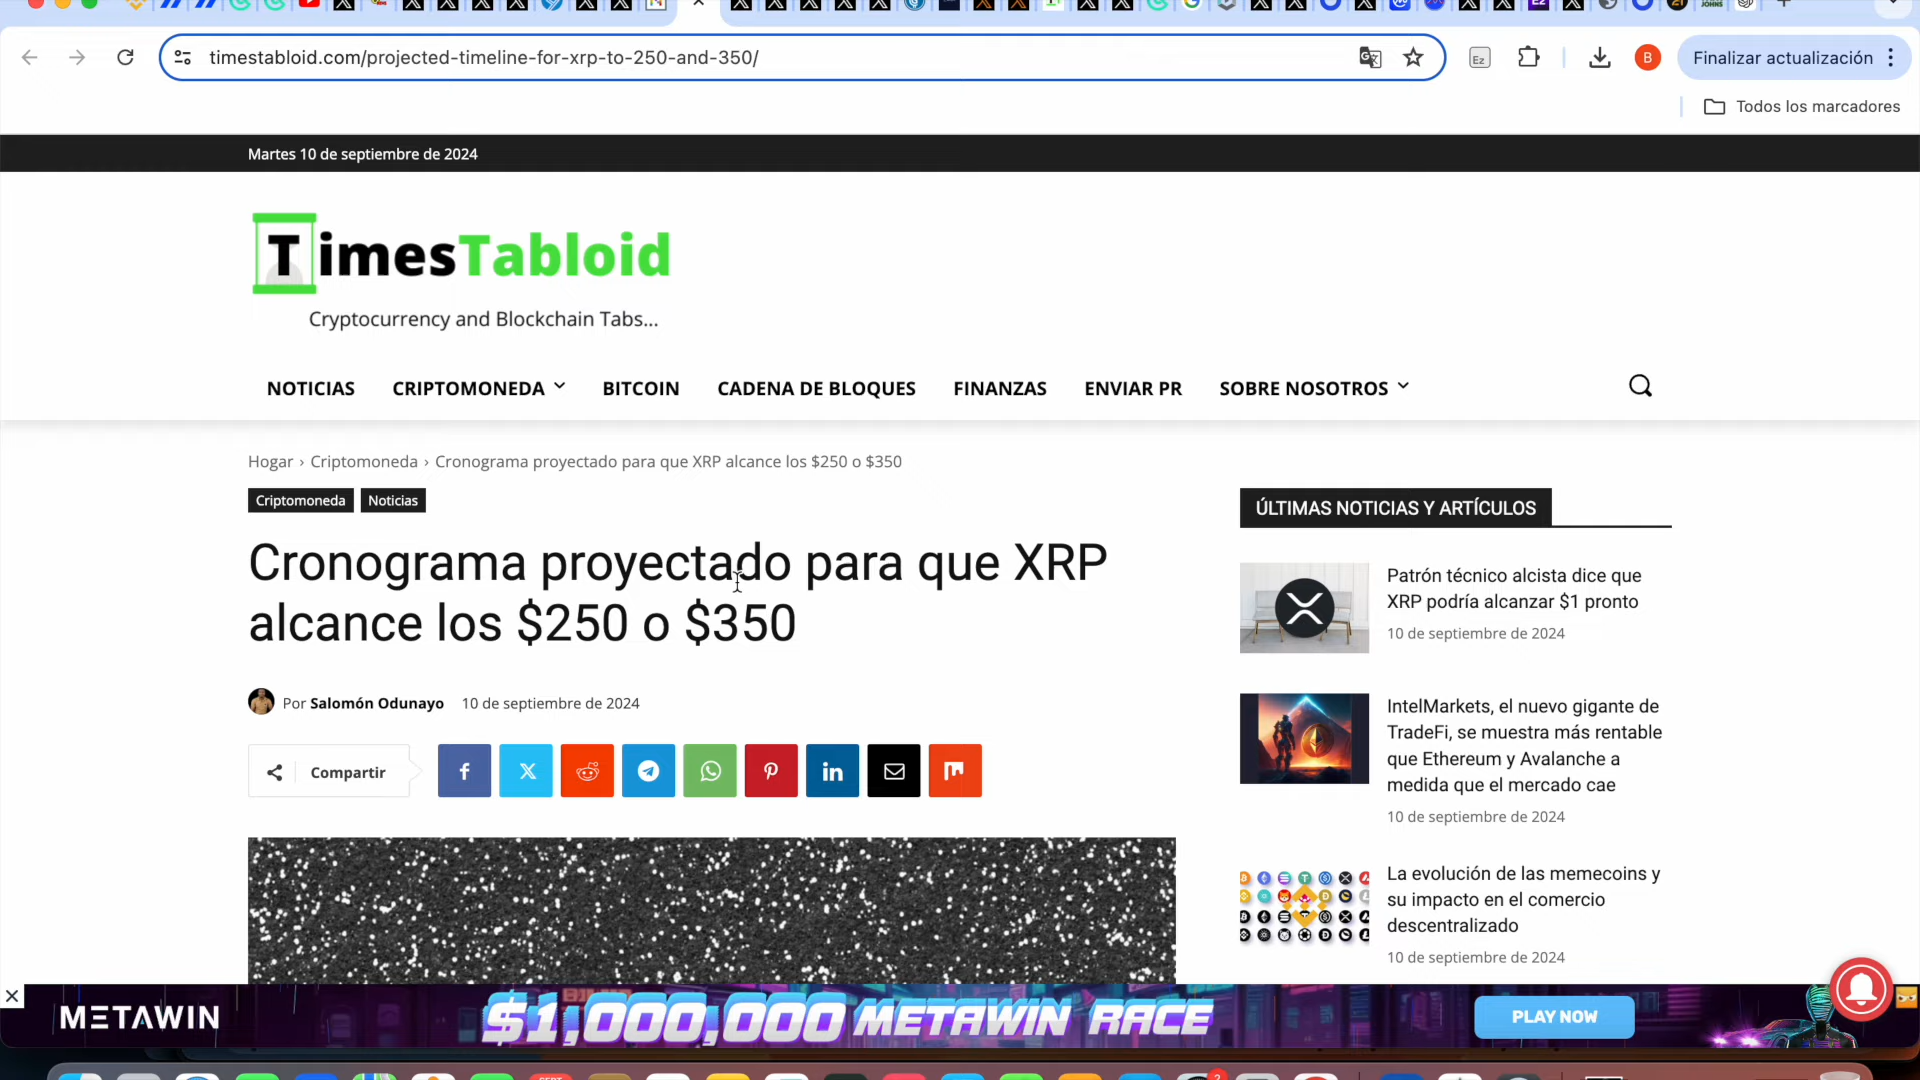 timestabloid.com/projected-timeline-for-xrp-to-250-and-350/
Ez
B
Finalizar actualización
Todos los marcadores
Martes 10 de septiembre de 2024
TimesTabloid
Cryptocurrency and Blockchain Tabs...
NOTICIAS
CRIPTOMONEDA
BITCOIN
CADENA DE BLOQUES
FINANZAS
ENVIAR PR
SOBRE NOSOTROS
Hogar › Criptomoneda › Cronograma proyectado para que XRP alcance los $250 o $350
Criptomoneda
Noticias
Cronograma proyectado para que XRP
alcance los $250 o $350
Por Salomón Odunayo 10 de septiembre de 2024
Compartir
ÚLTIMAS NOTICIAS Y ARTÍCULOS
Patrón técnico alcista dice que
XRP podría alcanzar $1 pronto
10 de septiembre de 2024
IntelMarkets, el nuevo gigante de
TradeFi, se muestra más rentable
que Ethereum y Avalanche a
medida que el mercado cae
10 de septiembre de 2024
La evolución de las memecoins y
su impacto en el comercio
descentralizado
10 de septiembre de 2024
METAWIN
$1,000,000 METAWIN RACE
PLAY NOW